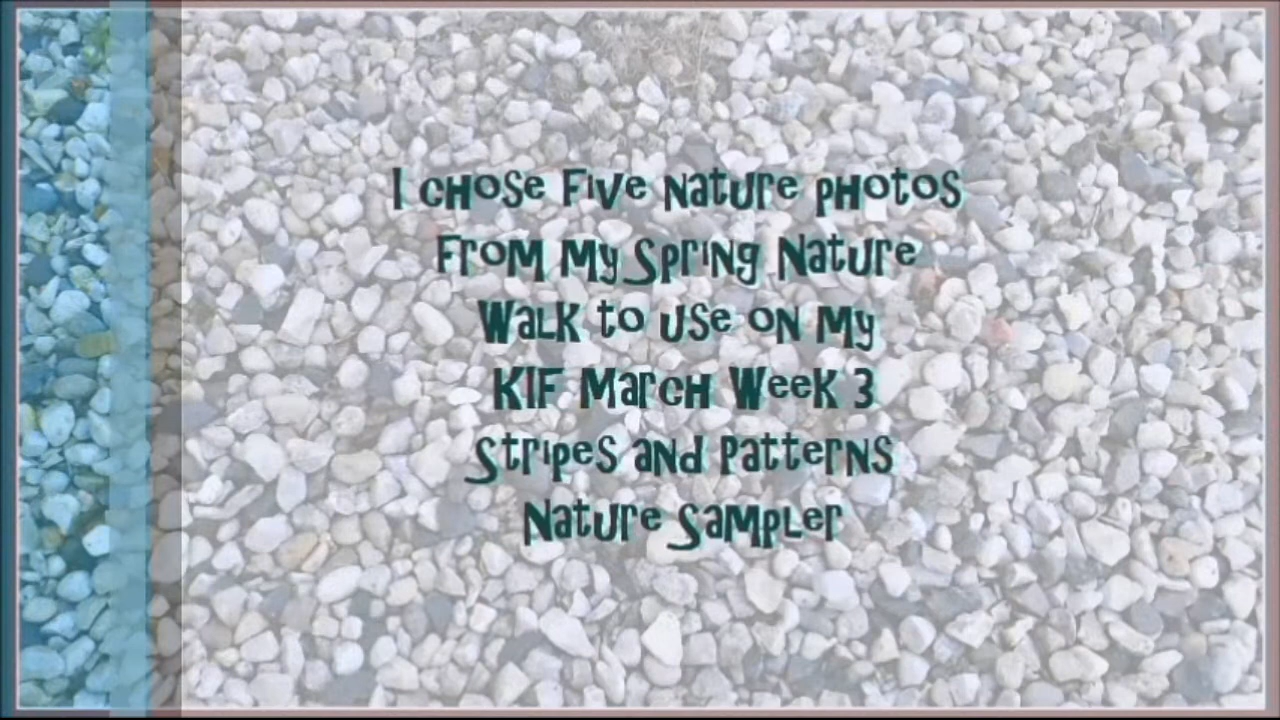 I chose Five Nature Photos
From My Spring Nature
Walk to use on My
KIF March Week 3
Stripes and Patterns
Nature Sampler